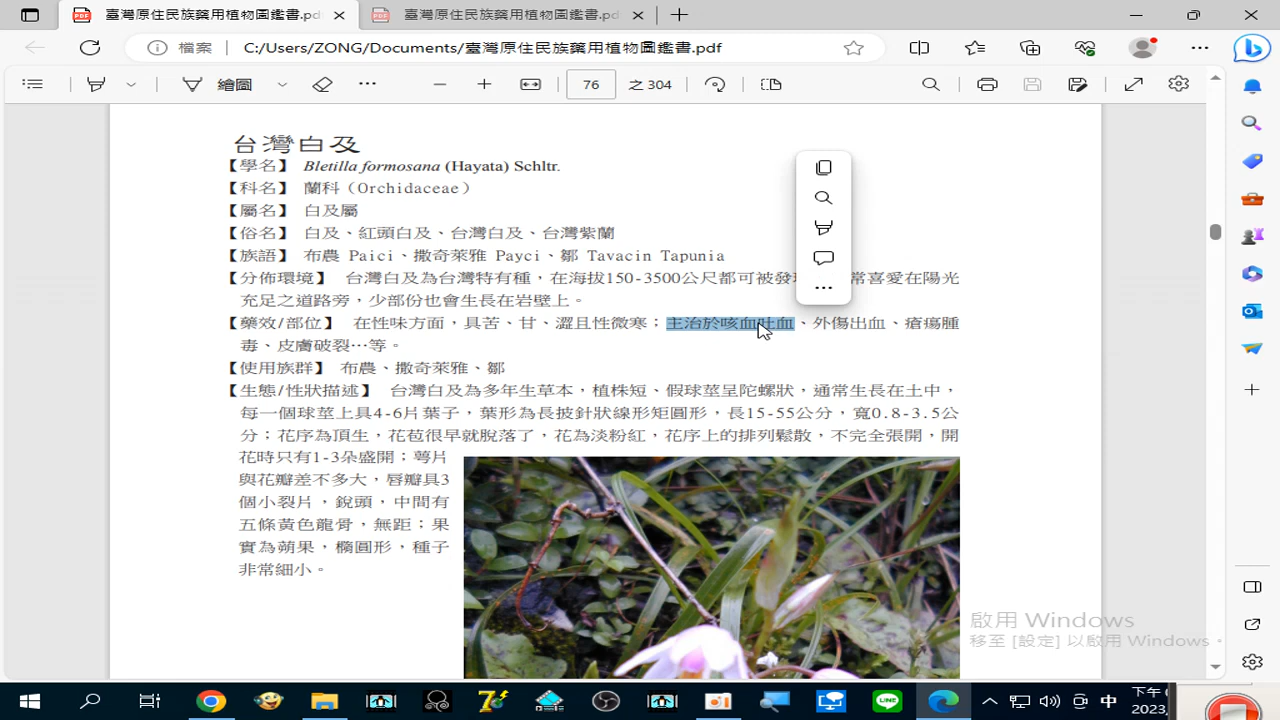 臺灣原住民族藥用植物圖鑑書.pdf
臺灣原住民族藥用植物圖鑑書.pdf
檔案
C:/Users/ZONG/Documents/臺灣原住民族藥用植物圖鑑書.pdf
繪圖
76
之 304
台灣白及
【學名】 Bletilla formosana (Hayata) Schltr.
【科名】 蘭科（Orchidaceae）
【屬名】 白及屬
【俗名】 白及、紅頭白及、台灣白及、台灣紫蘭
【族語】 布農 Paici、撒奇萊雅 Payci、鄒 Tavacin Tapunia
【分佈環境】 台灣白及為台灣特有種，在海拔150-3500公尺都可被發 常喜愛在陽光
充足之道路旁，少部份也會生長在岩壁上。
【藥效/部位】 在性味方面，具苦、甘、澀且性微寒；主治於咳血吐血、外傷出血、瘡瘍腫
毒、皮膚破裂…等。
【使用族群】 布農、撒奇萊雅、鄒
【生態/性狀描述】 台灣白及為多年生草本，植株短、假球莖呈陀螺狀，通常生長在土中，
每一個球莖上具4-6片葉子，葉形為長披針狀線形矩圓形，長15-55公分，寬0.8-3.5公
分；花序為頂生，花苞很早就脫落了，花為淡粉紅，花序上的排列鬆散，不完全張開，開
花時只有1-3朵盛開；萼片
與花瓣差不多大，唇瓣具3
個小裂片，銳頭，中間有
五條黃色龍骨，無距；果
實為蒴果，橢圓形，種子
非常細小。
啟用 Windows
移至 [設定] 以啟用 Windows。
中
下午
2023